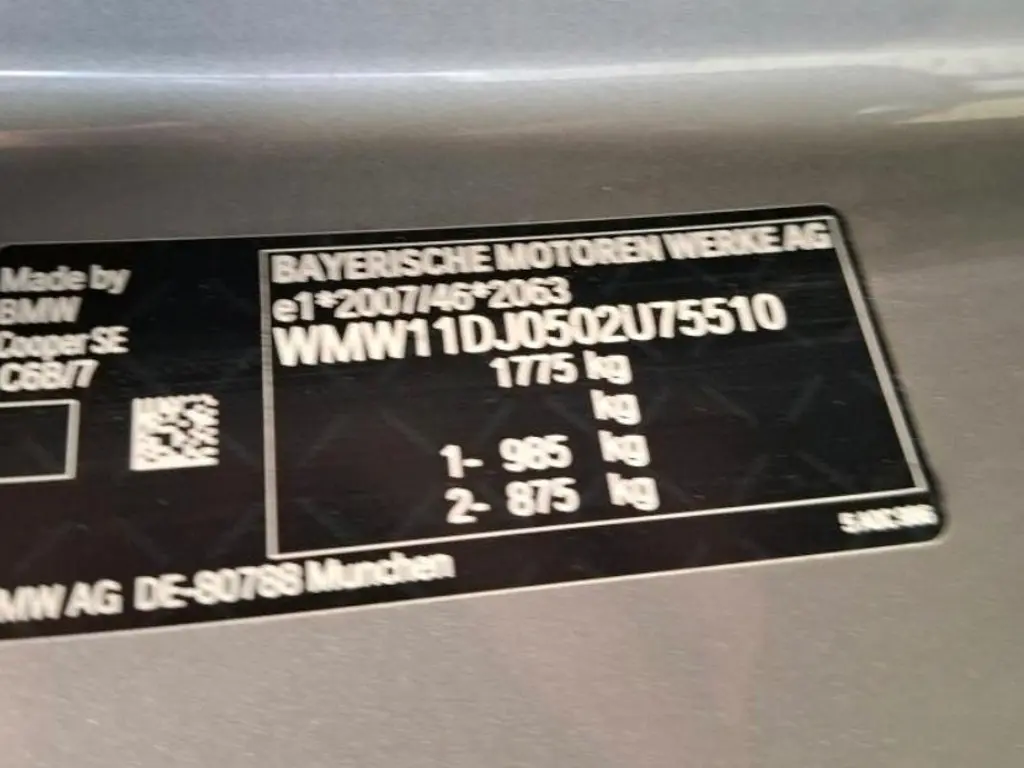 Made by
BMW
Cooper SE
C6B/7
BAYERISCHE MOTOREN WERKE AG
e1*2007/46*2063
WMW11DJ0502U75510
1775 kg
kg
1- 985 kg
2- 875 kg
MW AG DE-80788 Munchen